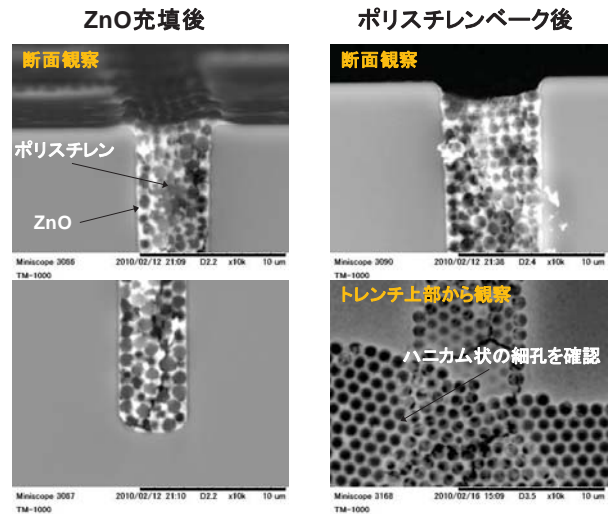 ZnO充填後
ポリスチレンベーク後
断面観察
ポリスチレン
ZnO
Miniscope 3066 2010/02/12 21:09 D2.2 x10k 10 um
TM-1000
断面観察
Miniscope 3090 2010/02/12 21:38 D2.4 x10k 10 um
TM-1000
Miniscope 3067 2010/02/12 21:10 D2.2 x10k 10 um
TM-1000
トレンチ上部から観察
ハニカム状の細孔を確認
Miniscope 3168 2010/02/16 15:09 D3.5 x10k 10 um
TM-1000